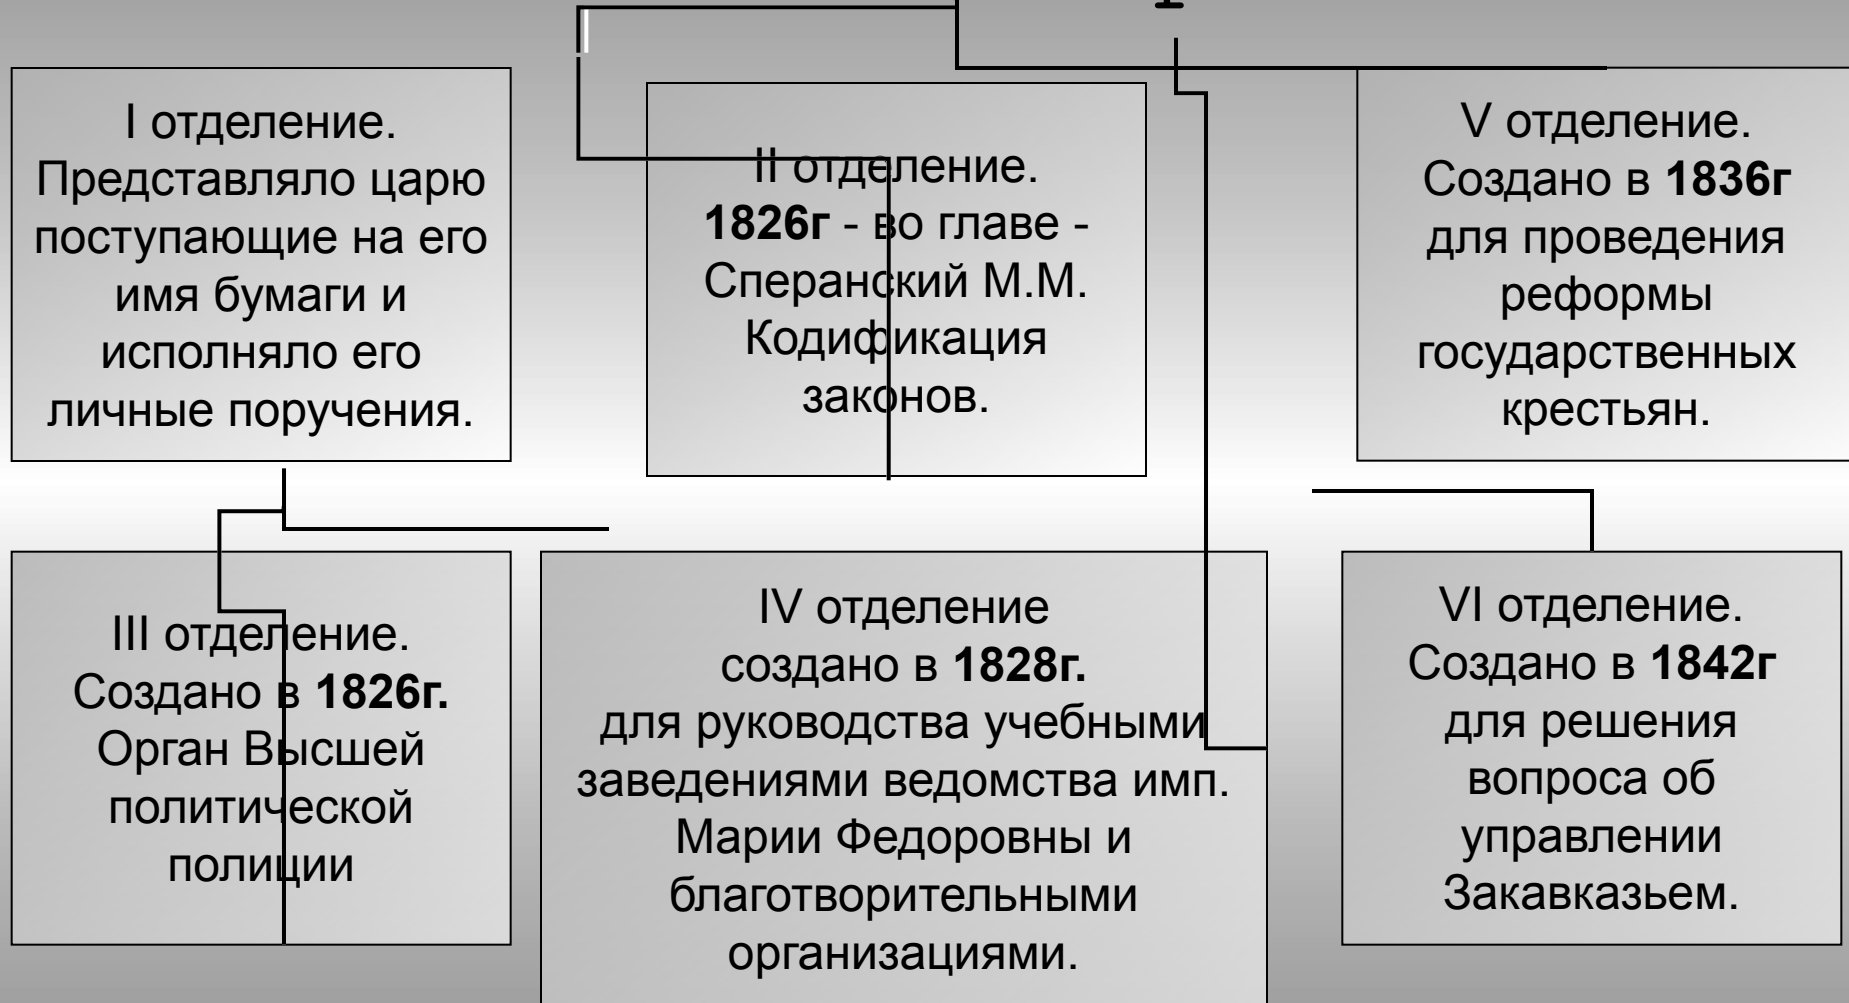 I отделение.
Представляло царю
поступающие на его
имя бумаги и
исполняло его
личные поручения.
II отделение.
1826г - во главе -
Сперанский М.М.
Кодификация
законов.
V отделение.
Создано в 1836г
для проведения
реформы
государственных
крестьян.
III отделение.
Создано в 1826г.
Орган Высшей
политической
полиции
IV отделение
создано в 1828г.
для руководства учебными
заведениями ведомства имп.
Марии Федоровны и
благотворительными
организациями.
VI отделение.
Создано в 1842г
для решения
вопроса об
управлении
Закавказьем.